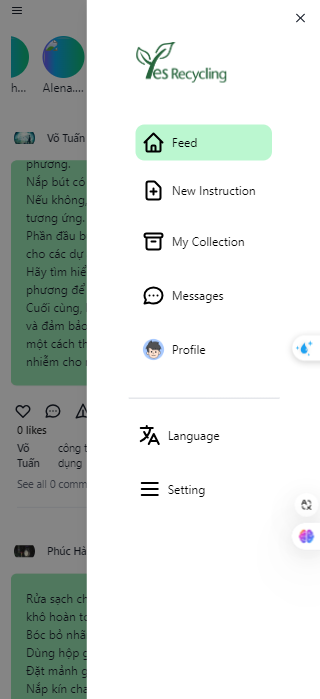 Yes Recycling
Feed
New Instruction
My Collection
Messages
Profile
Language
Setting
h...
Alena....
Võ Tuấn
phương.
Nắp bút có
Nếu không,
tương ứng.
Phần đầu b
cho các dự
Hãy tìm hiể
phương để
Cuối cùng,
và đảm bảo
một cách th
nhiễm cho
0 likes
Võ Tuấn
công t
dụng
See all 0 comm
Phúc Hà
Rửa sạch ch
khô hoàn to
Bóc bỏ nhã
Dùng hộp g
Đặt mảnh g
Nắp kín cha